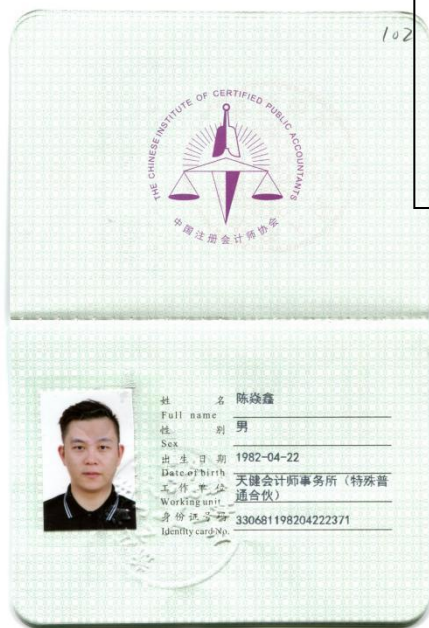 102
THE CHINESE INSTITUTE OF CERTIFIED PUBLIC ACCOUNTANTS
中国注册会计师协会
姓名 陈焱鑫
Full name
性别 男
Sex
出生日期 1982-04-22
Date of birth
工作单位 天健会计师事务所（特殊普
Working unit 通合伙）
身份证号码 330681198204222371
Identity card No.